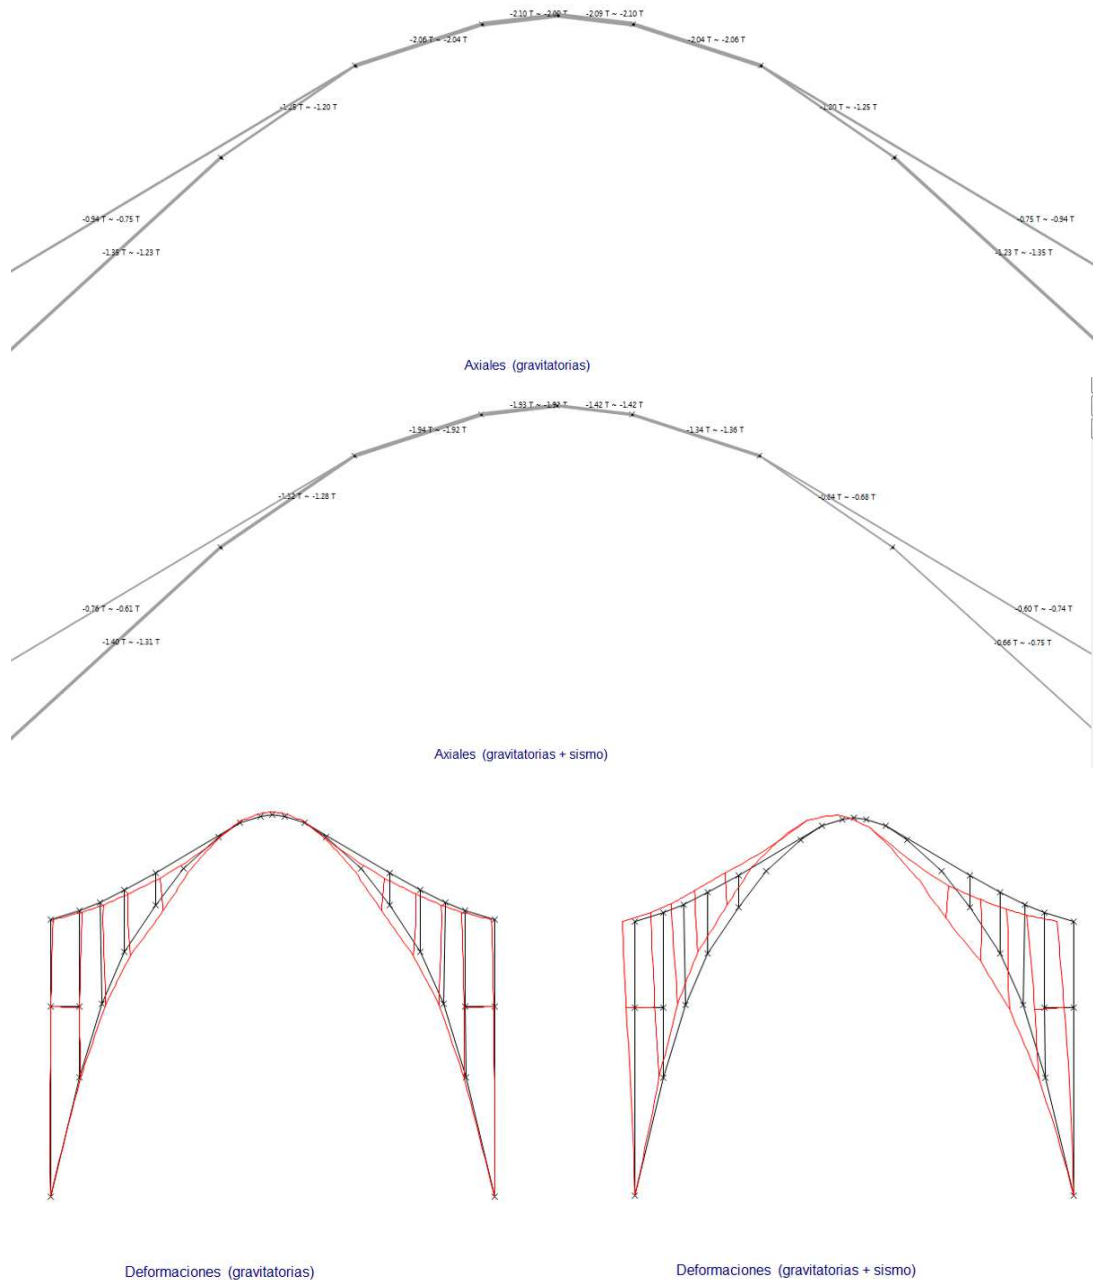 -2.10 T ~ -2.09 T -2.09 T ~ -2.10 T
-2.06 T ~ -2.04 T -2.04 T ~ -2.06 T
-1.25 T ~ -1.20 T -1.20 T ~ -1.25 T
-0.94 T ~ -0.75 T -0.75 T ~ -0.94 T
-1.35 T ~ -1.23 T -1.23 T ~ -1.35 T
Axiales (gravitatorias)
-1.93 T ~ -1.92 T -1.42 T ~ -1.42 T
-1.94 T ~ -1.92 T -1.34 T ~ -1.36 T
-1.28 T ~ -0.68 T
-0.76 T ~ -0.61 T -0.60 T ~ -0.74 T
-1.40 T ~ -1.31 T -0.66 T ~ -0.75 T
Axiales (gravitatorias + sismo)
Deformaciones (gravitatorias) Deformaciones (gravitatorias + sismo)